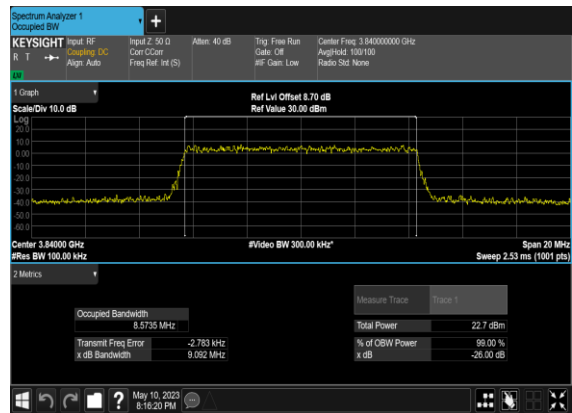 Spectrum Analyzer 1
Occupied BW
+
KEYSIGHT
R T
LW
Input: RF
Coupling: DC
Align: Auto
Input Z: 50 Ω
Corr CCorr
Freq Ref: Int (S)
Atten: 40 dB
Trig: Free Run
Gate: Off
#IF Gain: Low
Center Freq: 3.840000000 GHz
Avg|Hold: 100/100
Radio Std: None
1 Graph
Scale/Div 10.0 dB
Ref Lvl Offset 8.70 dB
Ref Value 30.00 dBm
Log
20.0
10.0
0.00
-10.0
-20.0
-30.0
-40.0
-50.0
-60.0
Center 3.84000 GHz
#Res BW 100.00 kHz
#Video BW 300.00 kHz*
Span 20 MHz
Sweep 2.53 ms (1001 pts)
2 Metrics
Measure Trace Trace 1
Occupied Bandwidth
8.5735 MHz
Total Power 22.7 dBm
Transmit Freq Error -2.783 kHz
% of OBW Power 99.00 %
x dB Bandwidth 9.092 MHz
x dB -26.00 dB
?
May 10, 2023
8:16:20 PM